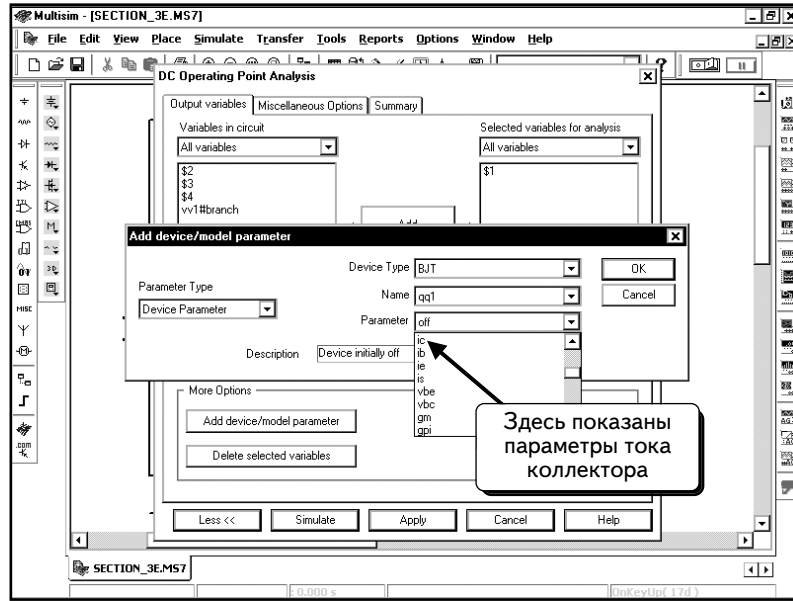 Multisim - [SECTION_3E.MS7]
File Edit View Place Simulate Transfer Tools Reports Options Window Help
DC Operating Point Analysis
Output variables Miscellaneous Options Summary
Variables in circuit
Selected variables for analysis
All variables
All variables
$2
$3
$4
vv1#branch
$1
Add device/model parameter
Parameter Type
Device Parameter
Device Type BJT
Name qq1
Parameter off
Description Device initially off
OK
Cancel
ic
ib
ie
is
vbe
vbc
gm
gpi
Здесь показаны
параметры тока
коллектора
More Options
Add device/model parameter
Delete selected variables
Less << Simulate Apply Cancel Help
MISC
.com
SECTION_3E.MS7
: 0.000 s
OnKeyUp( 17d )